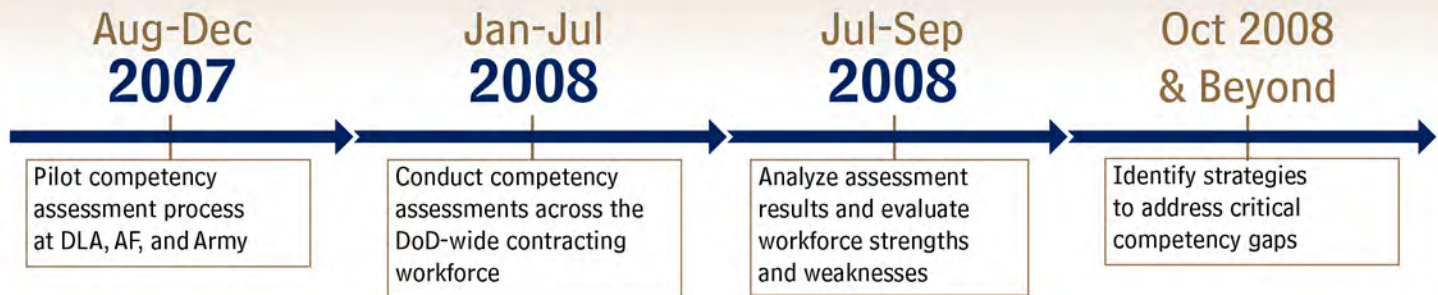 Aug-Dec
2007
Pilot competency
assessment process
at DLA, AF, and Army
Jan-Jul
2008
Conduct competency
assessments across the
DoD-wide contracting
workforce
Jul-Sep
2008
Analyze assessment
results and evaluate
workforce strengths
and weaknesses
Oct 2008
& Beyond
Identify strategies
to address critical
competency gaps